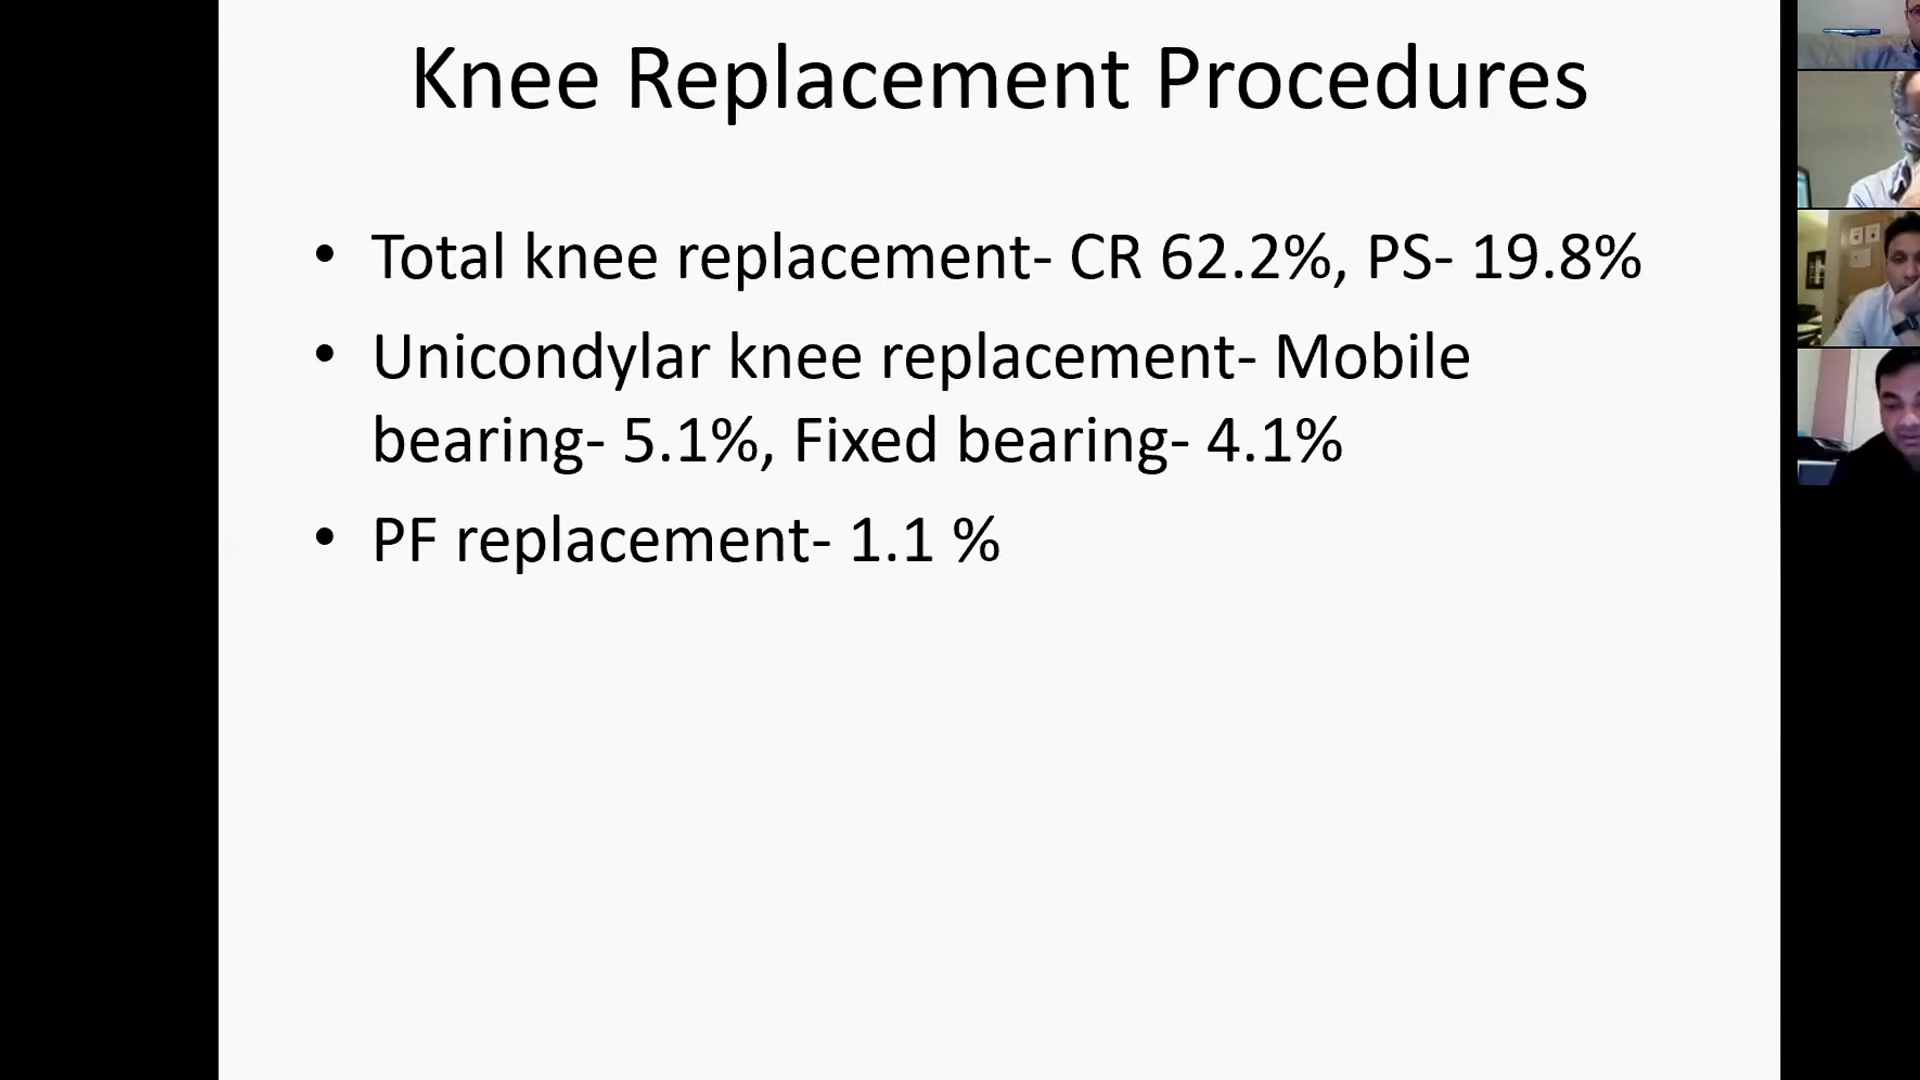 Knee Replacement Procedures
• Total knee replacement- CR 62.2%, PS- 19.8%
• Unicondylar knee replacement- Mobile
bearing- 5.1%, Fixed bearing- 4.1%
• PF replacement- 1.1 %